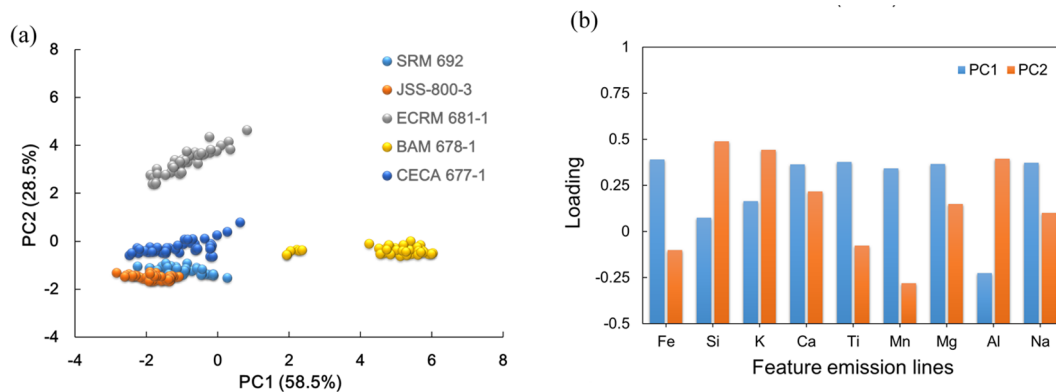 (a)
8
6
4
2
0
-2
-4
-4
-2
0
2
4
6
8
PC2 (28.5%)
PC1 (58.5%)
SRM 692
JSS-800-3
ECRM 681-1
BAM 678-1
CECA 677-1
(b)
1
0.75
0.5
0.25
0
-0.25
-0.5
Loading
PC1 PC2
Fe Si K Ca Ti Mn Mg Al Na
Feature emission lines